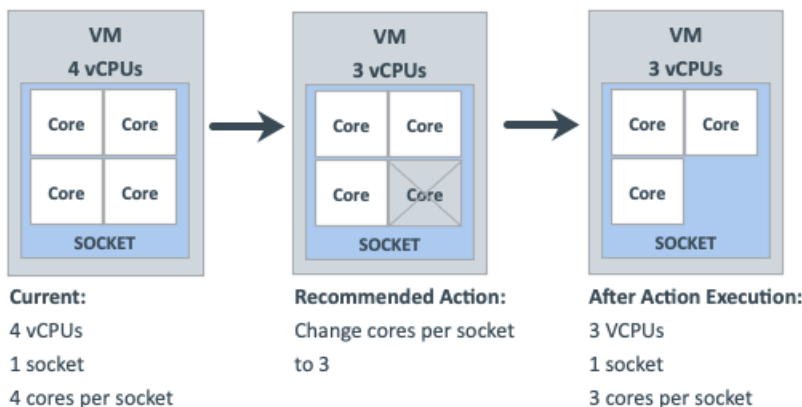 VM
4 vCPUs
Core Core
Core Core
SOCKET
VM
3 vCPUs
Core Core
Core Core
SOCKET
VM
3 vCPUs
Core Core
Core
SOCKET
Current:
4 vCPUs
1 socket
4 cores per socket
Recommended Action:
Change cores per socket
to 3
After Action Execution:
3 VCPUs
1 socket
3 cores per socket